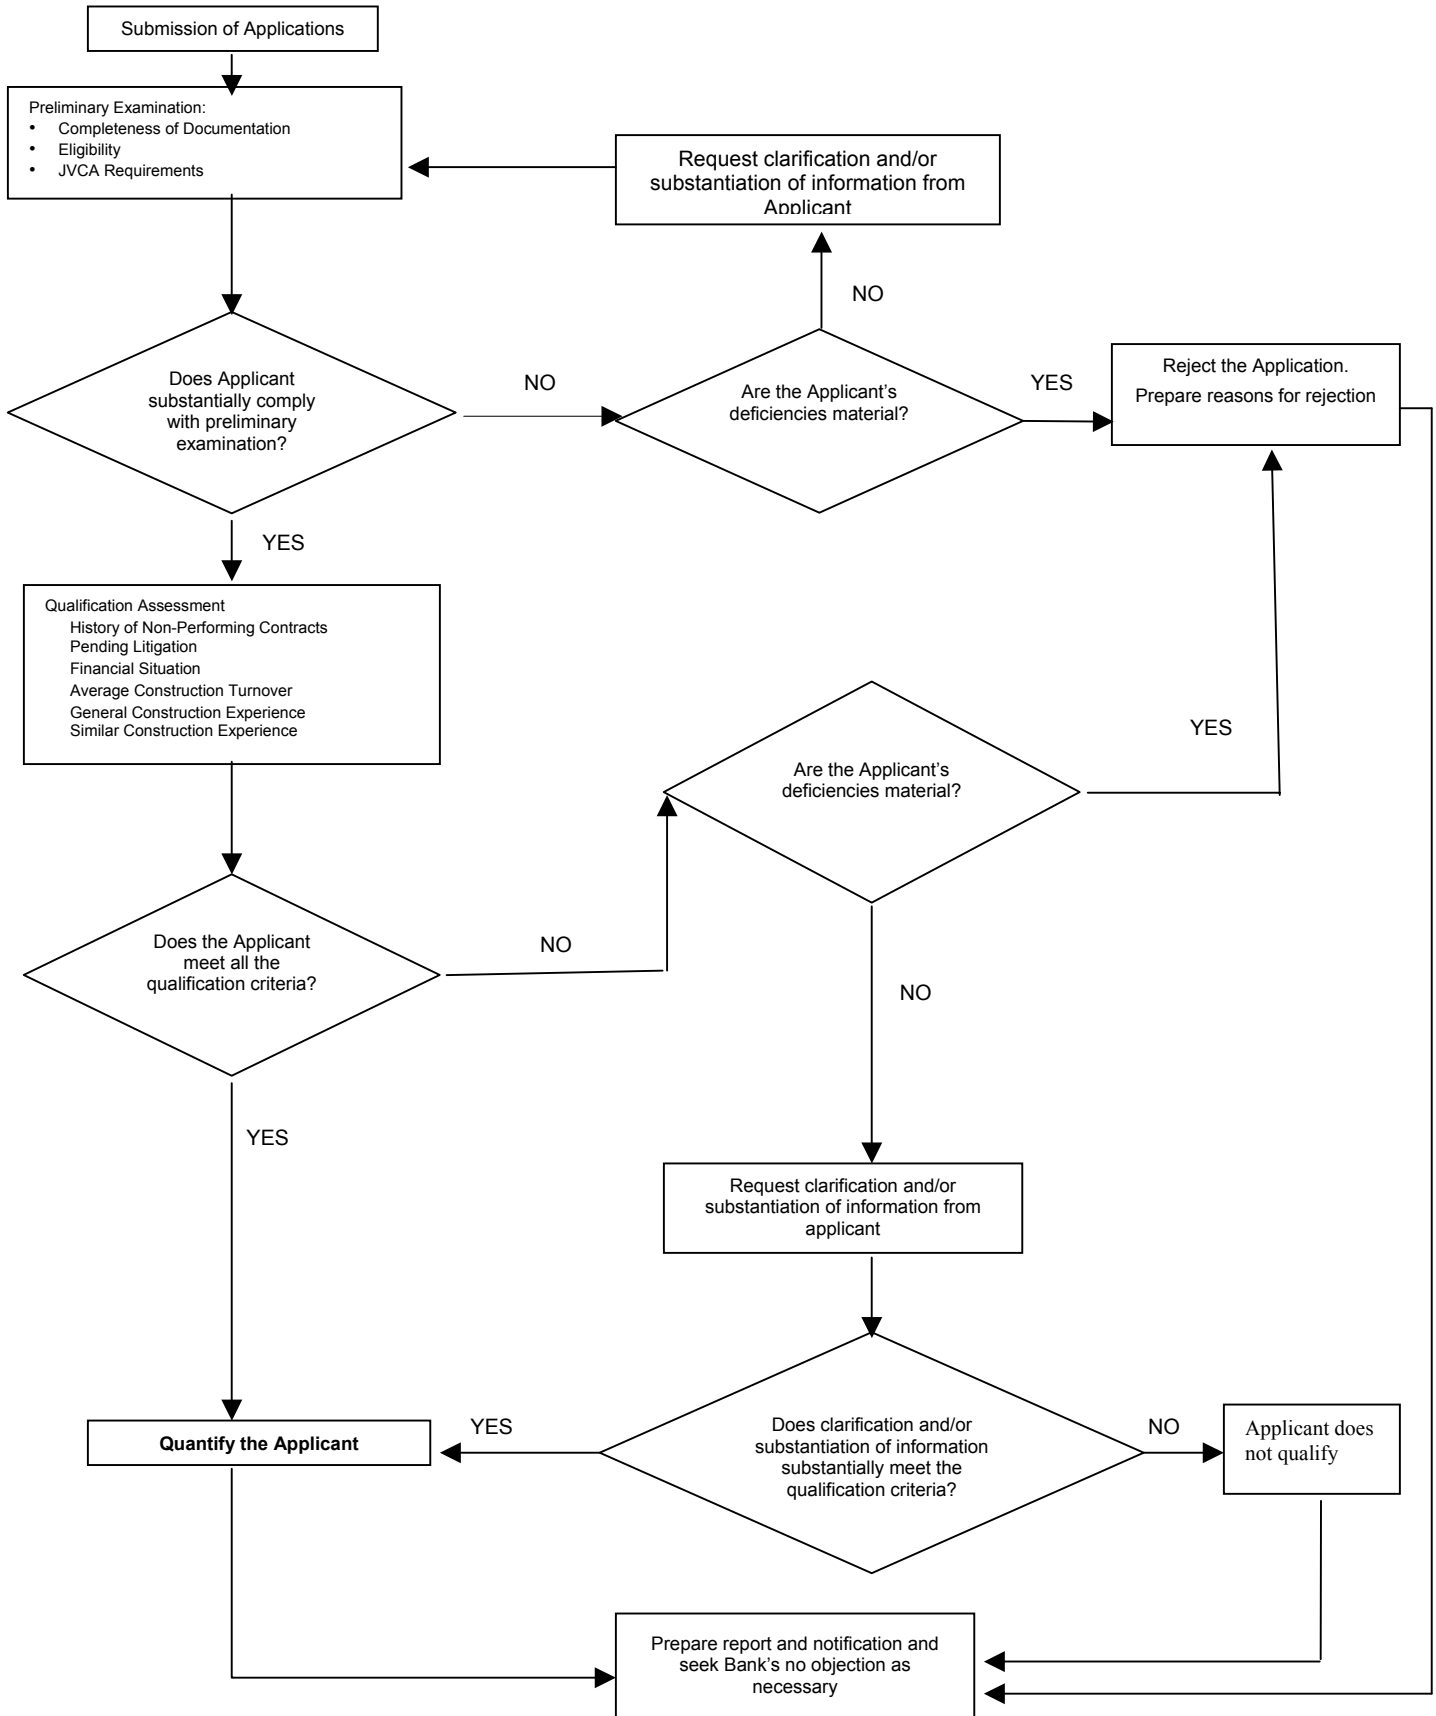 Submission of Applications
Preliminary Examination:
• Completeness of Documentation
• Eligibility
• JVCA Requirements
Request clarification and/or
substantiation of information from
Applicant
NO
Does Applicant
substantially comply
with preliminary
examination?
NO
Are the Applicant's
deficiencies material?
YES
Reject the Application.
Prepare reasons for rejection
YES
Qualification Assessment
History of Non-Performing Contracts
Pending Litigation
Financial Situation
Average Construction Turnover
General Construction Experience
Similar Construction Experience
Are the Applicant's
deficiencies material?
YES
Does the Applicant
meet all the
qualification criteria?
NO
NO
YES
Request clarification and/or
substantiation of information from
applicant
Quantify the Applicant
YES
Does clarification and/or
substantiation of information
substantially meet the
qualification criteria?
NO
Applicant does
not qualify
Prepare report and notification and
seek Bank's no objection as
necessary